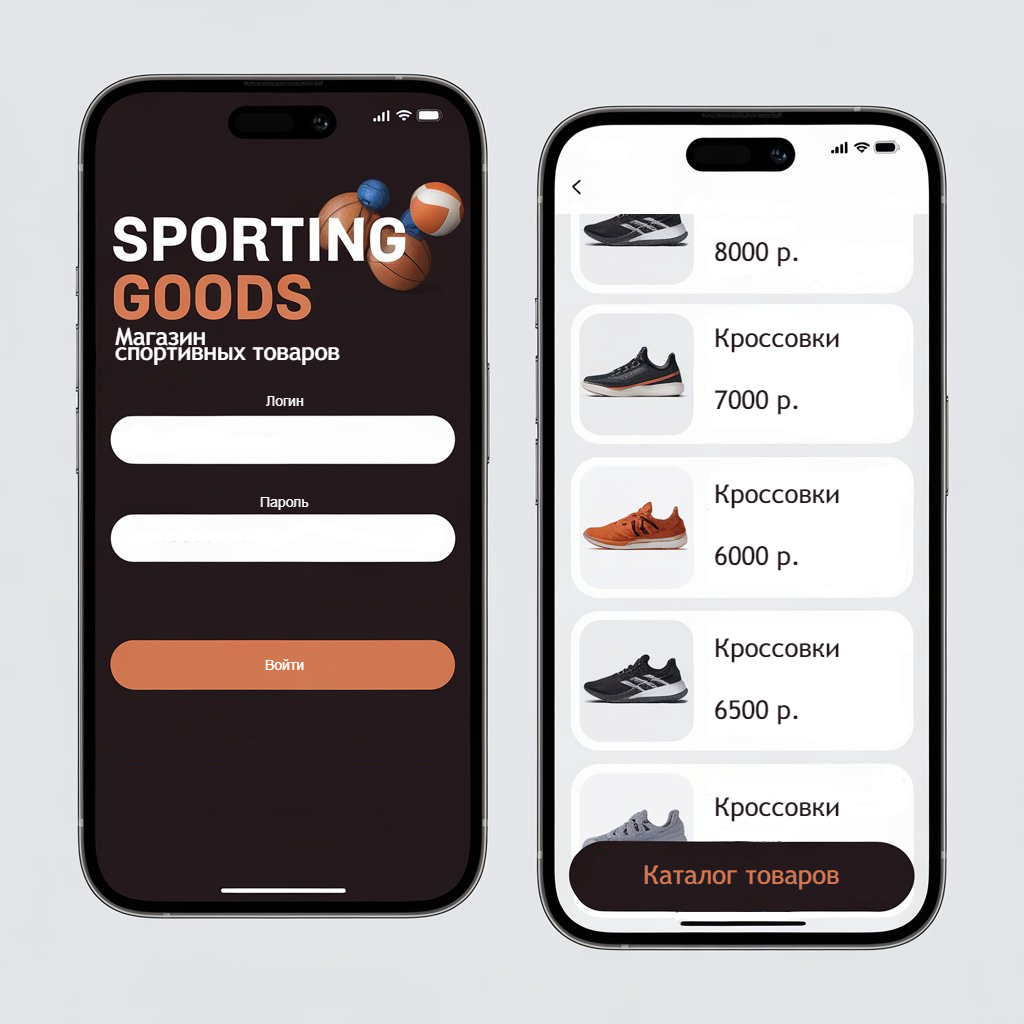 SPORTING
GOODS
Магазин
спортивных товаров
Логин
Пароль
Войти
8000 р.
Кроссовки
7000 р.
Кроссовки
6000 р.
Кроссовки
6500 р.
Кроссовки
Каталог товаров